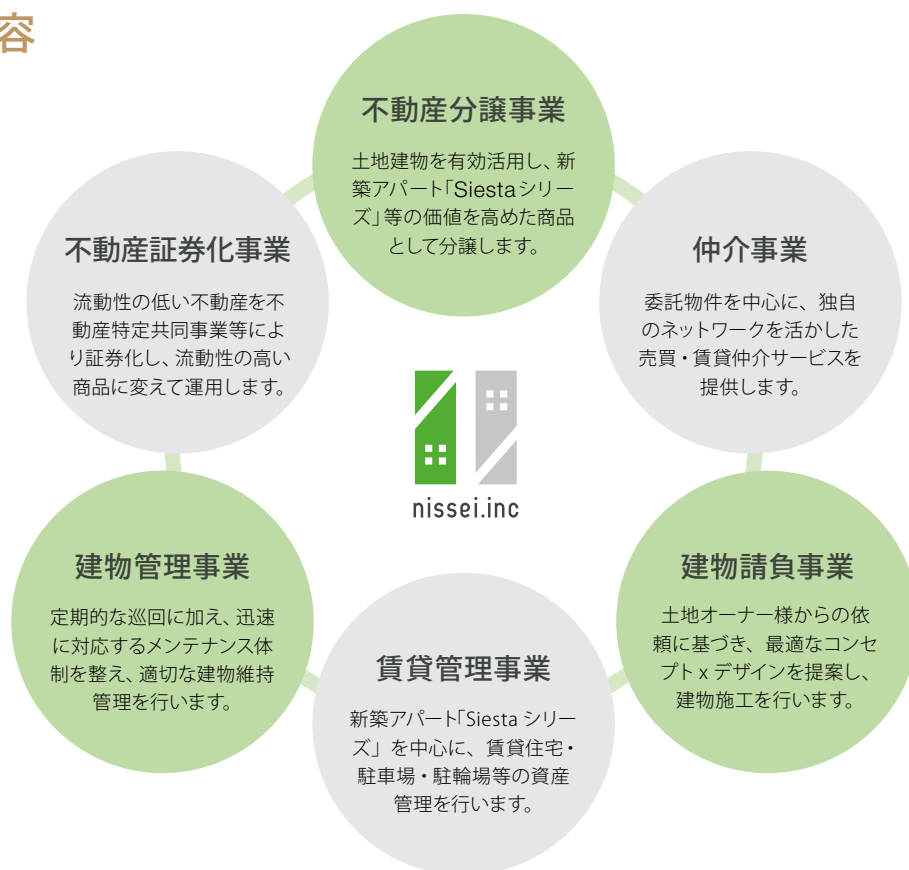 容
不動産分譲事業
土地建物を有効活用し、新
築アパート「Siestaシリー
ズ」等の価値を高めた商品
として分譲します。
不動産証券化事業
流動性の低い不動産を不
動産特定共同事業等によ
り証券化し、流動性の高い
商品に変えて運用します。
仲介事業
委託物件を中心に、独自
のネットワークを活かした
売買・賃貸仲介サービスを
提供します。
nissei.inc
建物管理事業
定期的な巡回に加え、迅速
に対応するメンテナンス体
制を整え、適切な建物維持
管理を行います。
賃貸管理事業
新築アパート「Siesta シリー
ズ」を中心に、賃貸住宅・
駐車場・駐輪場等の資産
管理を行います。
建物請負事業
土地オーナー様からの依
頼に基づき、最適なコンセ
プト x デザインを提案し、
建物施工を行います。